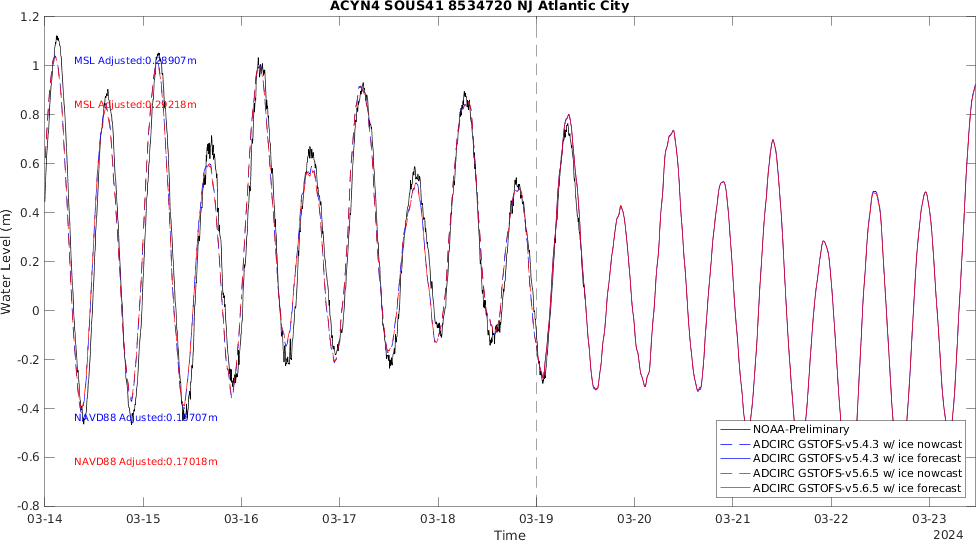 ACYN4 SOUS41 8534720 NJ Atlantic City
1.2
1
0.8
0.6
0.4
0.2
0
-0.2
-0.4
-0.6
-0.8
Water Level (m)
MSL Adjusted:0.28907m
MSL Adjusted:0.29218m
NAVD88 Adjusted:0.16707m
NAVD88 Adjusted:0.17018m
NOAA-Preliminary
ADCIRC GSTOFS-v5.4.3 w/ ice nowcast
ADCIRC GSTOFS-v5.4.3 w/ ice forecast
ADCIRC GSTOFS-v5.6.5 w/ ice nowcast
ADCIRC GSTOFS-v5.6.5 w/ ice forecast
03-14 03-15 03-16 03-17 03-18 03-19 03-20 03-21 03-22 03-23
Time
2024